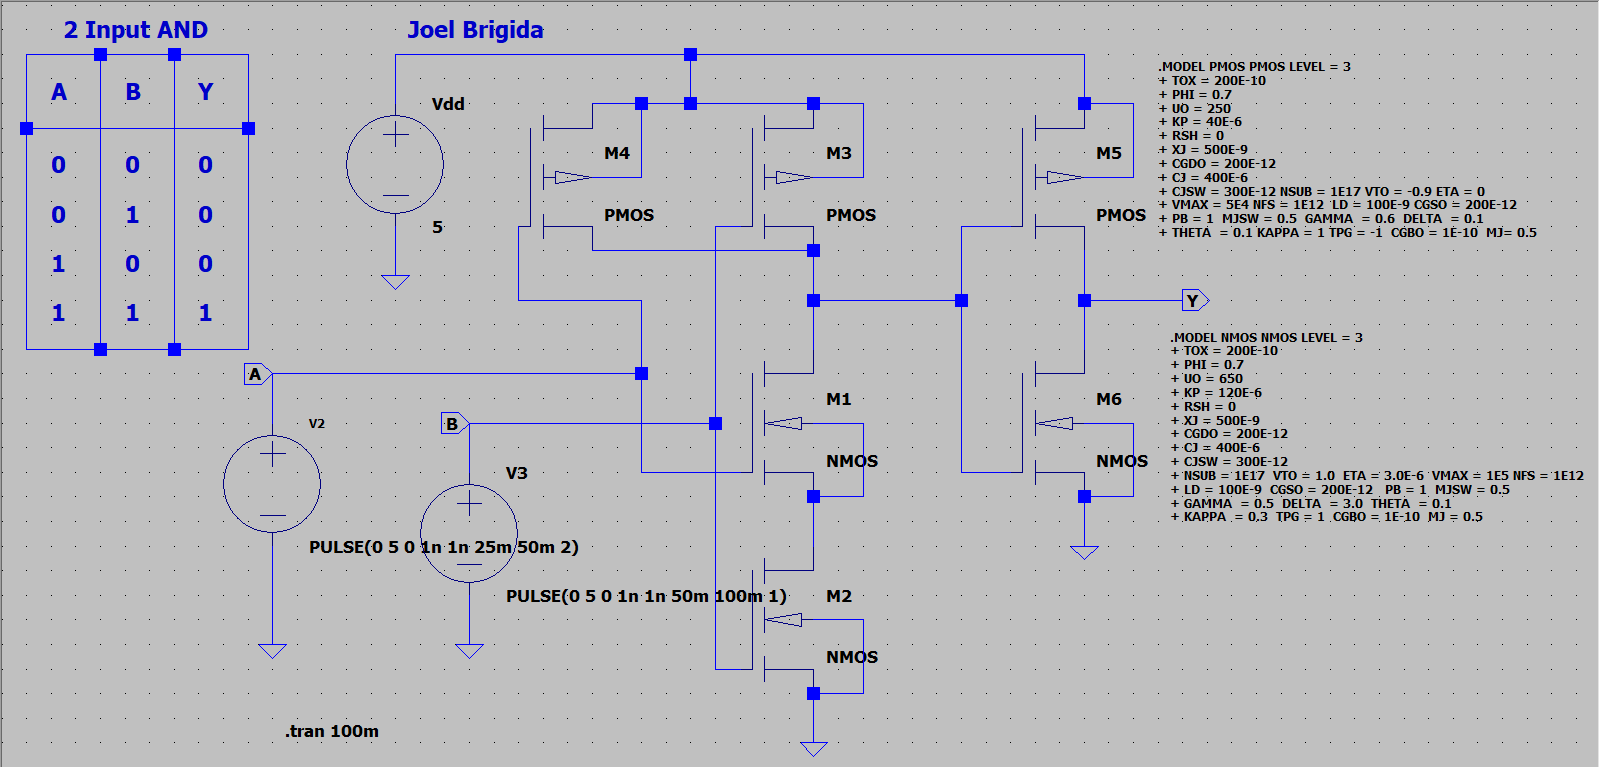 2 Input AND
Joel Brigida
A B Y
0 0 0
0 1 0
1 0 0
1 1 1
Vdd
5
M4
PMOS
M3
PMOS
M5
PMOS
.MODEL PMOS PMOS LEVEL = 3
+ TOX = 200E-10
+ PHI = 0.7
+ UO = 250
+ KP = 40E-6
+ RSH = 0
+ XJ = 500E-9
+ CGDO = 200E-12
+ CJ = 400E-6
+ CJSW = 300E-12 NSUB = 1E17 VTO = -0.9 ETA = 0
+ VMAX = 5E4 NFS = 1E12 LD = 100E-9 CGSO = 200E-12
+ PB = 1 MJSW = 0.5 GAMMA = 0.6 DELTA = 0.1
+ THETA = 0.1 KAPPA = 1 TPG = -1 CGBO = 1E-10 MJ= 0.5
Y
.MODEL NMOS NMOS LEVEL = 3
+ TOX = 200E-10
+ PHI = 0.7
+ UO = 650
+ KP = 120E-6
+ RSH = 0
+ XJ = 500E-9
+ CGDO = 200E-12
+ CJ = 400E-6
+ CJSW = 300E-12
+ NSUB = 1E17 VTO = 1.0 ETA = 3.0E-6 VMAX = 1E5 NFS = 1E12
+ LD = 100E-9 CGSO = 200E-12 PB = 1 MJSW = 0.5
+ GAMMA = 0.5 DELTA = 3.0 THETA = 0.1
+ KAPPA = 0.3 TPG = 1 CGBO = 1E-10 MJ = 0.5
A
V2
PULSE(0 5 0 1n 1n 25m 50m 2)
B
V3
PULSE(0 5 0 1n 1n 50m 100m 1)
M1
NMOS
M6
NMOS
M2
NMOS
.tran 100m